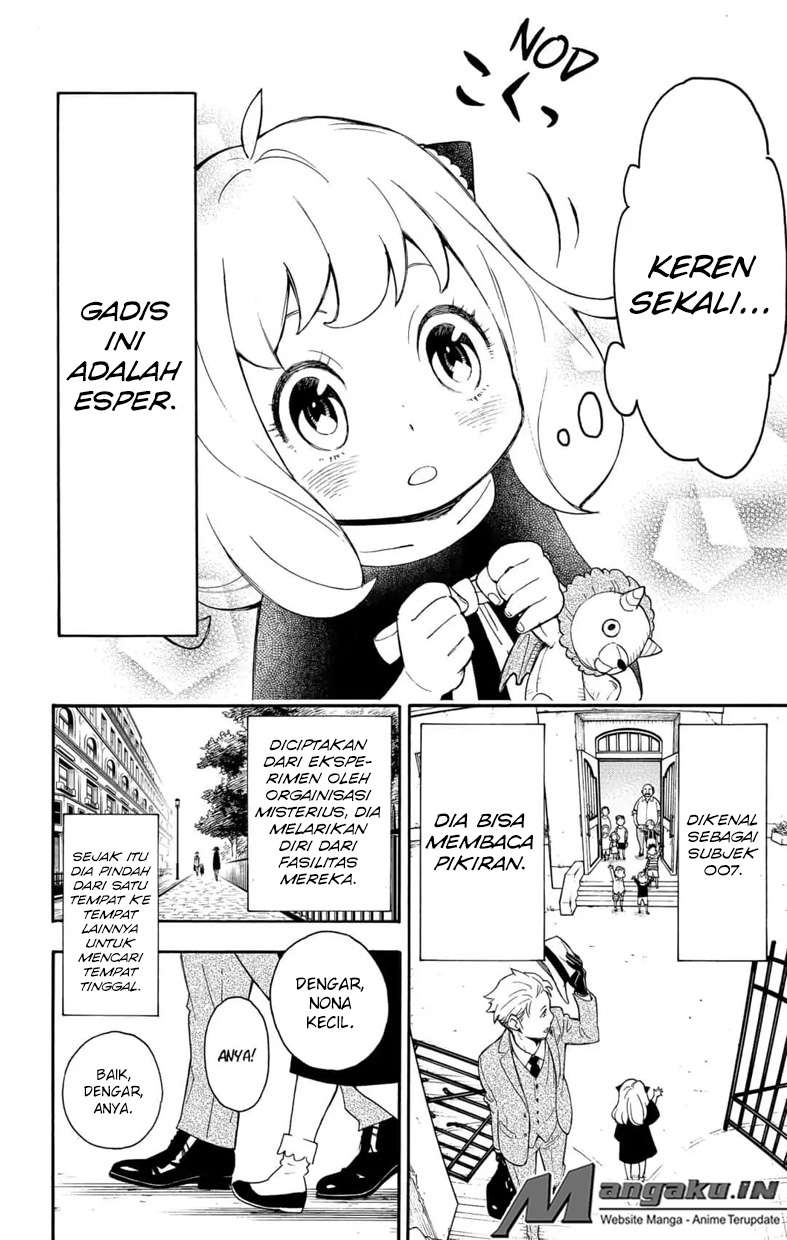 NOD
こくっ
KEREN
SEKALI...
GADIS
INI
ADALAH
ESPER.
DIKENAL
SEBAGAI
SUBJEK
007.
DIA BISA
MEMBACA
PIKIRAN.
DICIPTAKAN
DARI EKSPE-
RIMEN OLEH
ORGAINISASI
MISTERIUS, DIA
MELARIKAN
DIRI DARI
FASILITAS
MEREKA.
SEJAK ITU
DIA PINDAH
DARI SATU
TEMPAT KE
TEMPAT
LAINNYA
UNTUK
MENCARI
TEMPAT
TINGGAL.
DENGAR,
NONA
KECIL.
ANYA!
BAIK,
DENGAR,
ANYA.
Mangaku.IN
Website Manga - Anime Terupdate